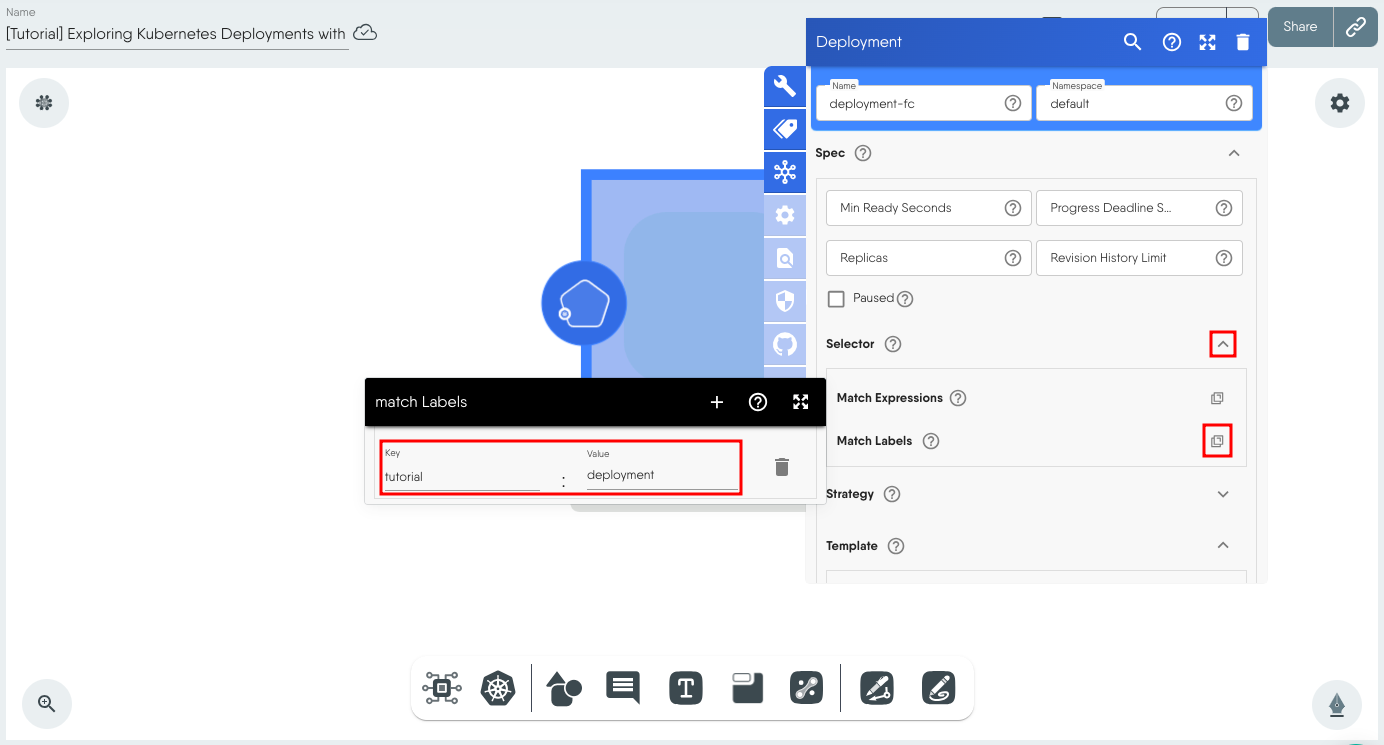 Name
[Tutorial] Exploring Kubernetes Deployments with
Share
Deployment
Name
deployment-fc
Namespace
default
Spec
Min Ready Seconds
Progress Deadline S...
Replicas
Revision History Limit
Paused
Selector
Match Expressions
Match Labels
Strategy
Template
match Labels
Key
tutorial
:
Value
deployment
T